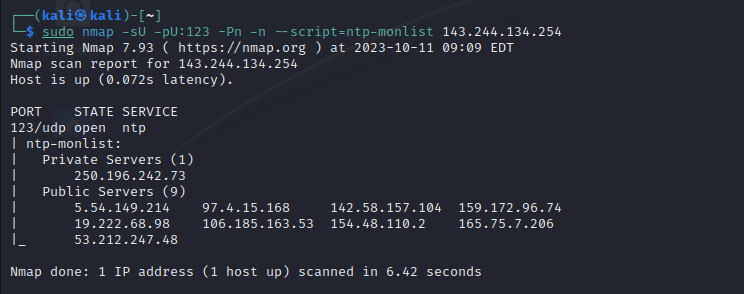 ┌──(kali㉿kali)-[~]
└─$ sudo nmap -sU -pU:123 -Pn -n --script=ntp-monlist 143.244.134.254
Starting Nmap 7.93 ( https://nmap.org ) at 2023-10-11 09:09 EDT
Nmap scan report for 143.244.134.254
Host is up (0.072s latency).
PORT    STATE SERVICE
123/udp open  ntp
| ntp-monlist:
|   Private Servers (1)
|       250.196.242.73
|   Public Servers (9)
|       5.54.149.214    97.4.15.168     142.58.157.104  159.172.96.74
|       19.222.68.98    106.185.163.53  154.48.110.2    165.75.7.206
|_      53.212.247.48
Nmap done: 1 IP address (1 host up) scanned in 6.42 seconds